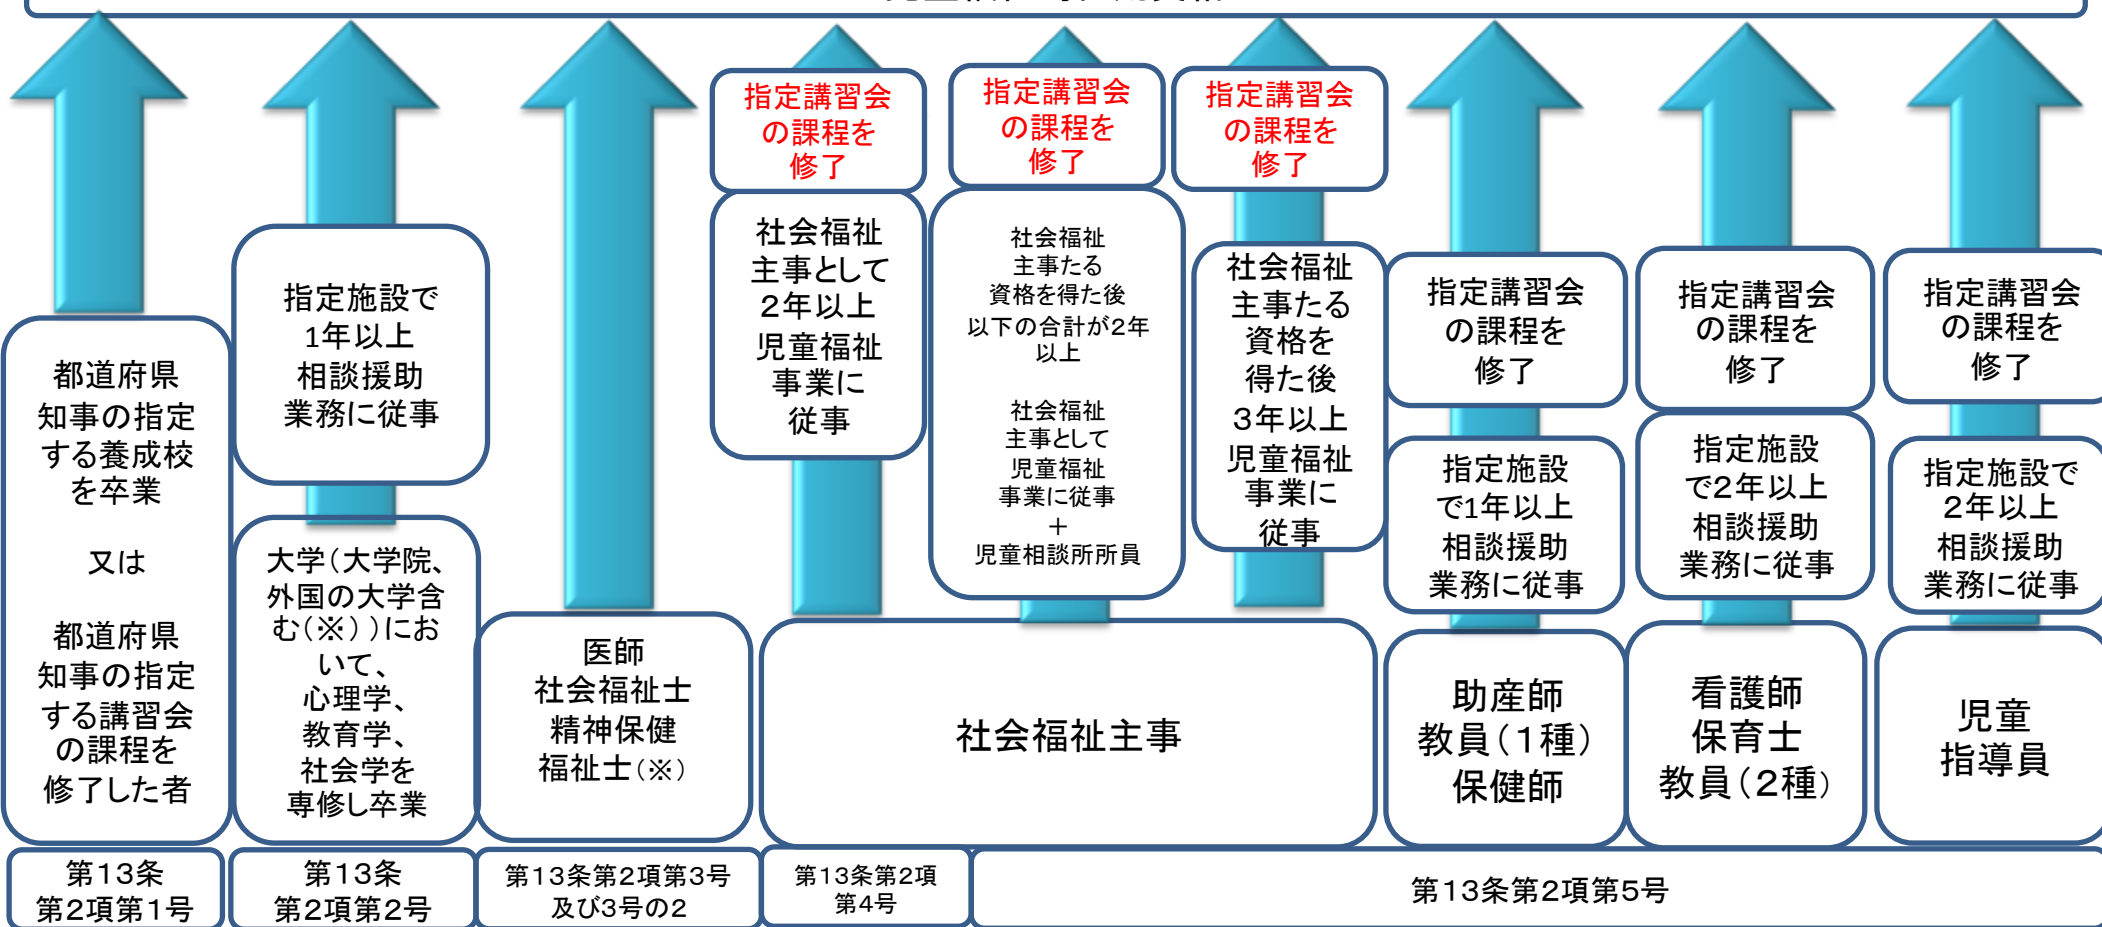 指定講習会
の課程を
修了
指定講習会
の課程を
修了
指定講習会
の課程を
修了
都道府県
知事の指定
する養成校
を卒業
又は
都道府県
知事の指定
する講習会
の課程を
修了した者
指定施設で
1年以上
相談援助
業務に従事
大学（大学院、
外国の大学含
む（※））にお
いて、
心理学、
教育学、
社会学を
専修し卒業
医師
社会福祉士
精神保健
福祉士（※）
社会福祉
主事として
２年以上
児童福祉
事業に
従事
社会福祉
主事たる
資格を得た後
以下の合計が２年
以上
社会福祉
主事として
児童福祉
事業に従事
＋
児童相談所所員
社会福祉
主事たる
資格を
得た後
３年以上
児童福祉
事業に
従事
社会福祉主事
指定講習会
の課程を
修了
指定施設
で1年以上
相談援助
業務に従事
助産師
教員（１種）
保健師
指定講習会
の課程を
修了
指定施設
で２年以上
相談援助
業務に従事
看護師
保育士
教員（２種）
指定講習会
の課程を
修了
指定施設で
２年以上
相談援助
業務に従事
児童
指導員
第１３条
第２項第１号
第１３条
第２項第２号
第１３条第２項第３号
及び３号の２
第１３条第２項
第４号
第１３条第２項第５号